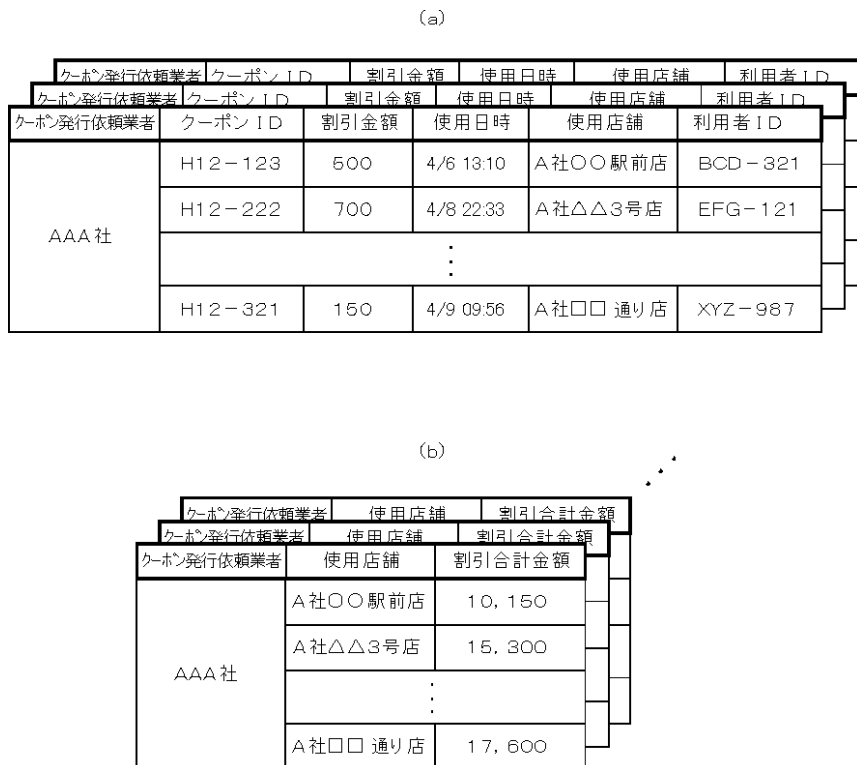 (a)
クーポン発行依頼業者 クーポンID 割引金額 使用日時 使用店舗 利用者ID
クーポン発行依頼業者 クーポンID 割引金額 使用日時 使用店舗 利用者ID
クーポン発行依頼業者 クーポンID 割引金額 使用日時 使用店舗 利用者ID
H12-123 500 4/6 13:10 A社〇〇駅前店 BCD-321
H12-222 700 4/8 22:33 A社△△3号店 EFG-121
AAA社
⋮
H12-321 150 4/9 09:56 A社□□通り店 XYZ-987
(b)
クーポン発行依頼業者 使用店舗 割引合計金額
クーポン発行依頼業者 使用店舗 割引合計金額
クーポン発行依頼業者 使用店舗 割引合計金額
A社〇〇駅前店 10,150
A社△△3号店 15,300
AAA社
⋮
A社□□通り店 17,600